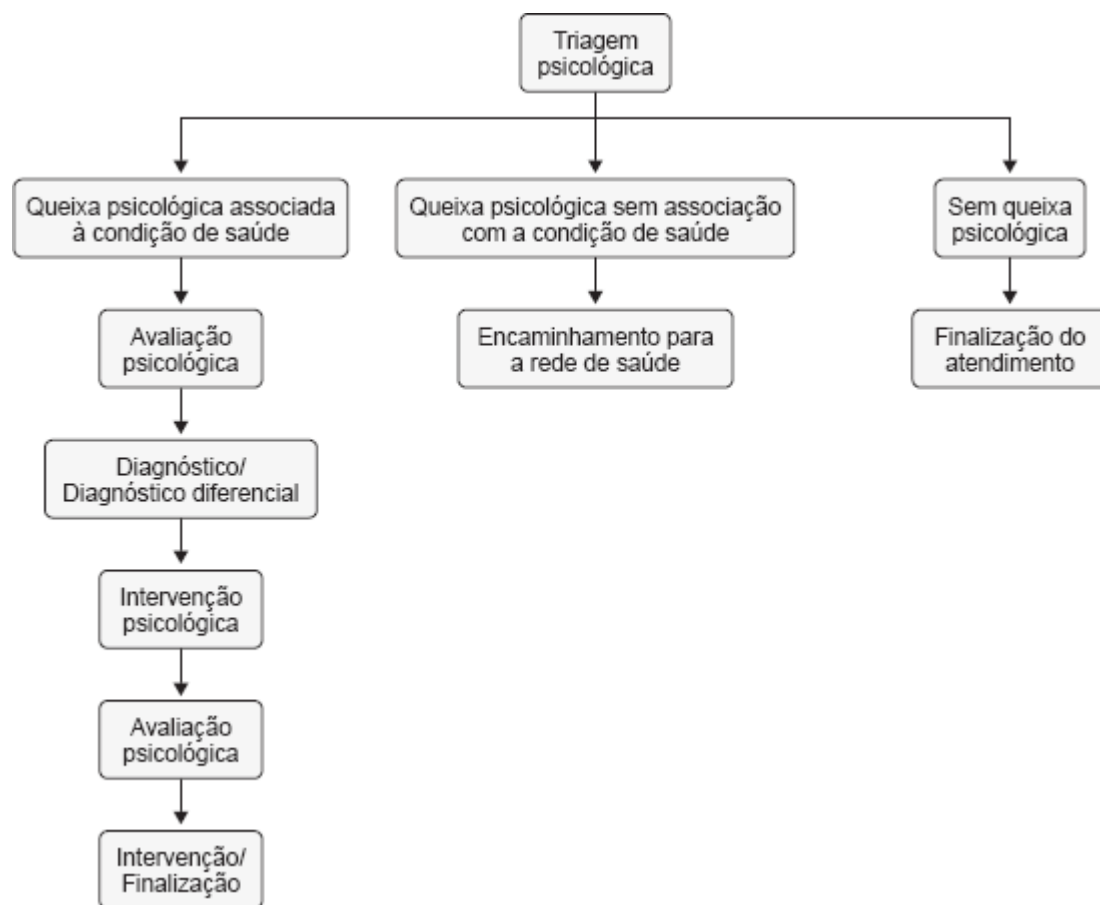 Triagem
psicológica
Queixa psicológica associada
à condição de saúde
Queixa psicológica sem associação
com a condição de saúde
Sem queixa
psicológica
Avaliação
psicológica
Encaminhamento para
a rede de saúde
Finalização do
atendimento
Diagnóstico/
Diagnóstico diferencial
Intervenção
psicológica
Avaliação
psicológica
Intervenção/
Finalização